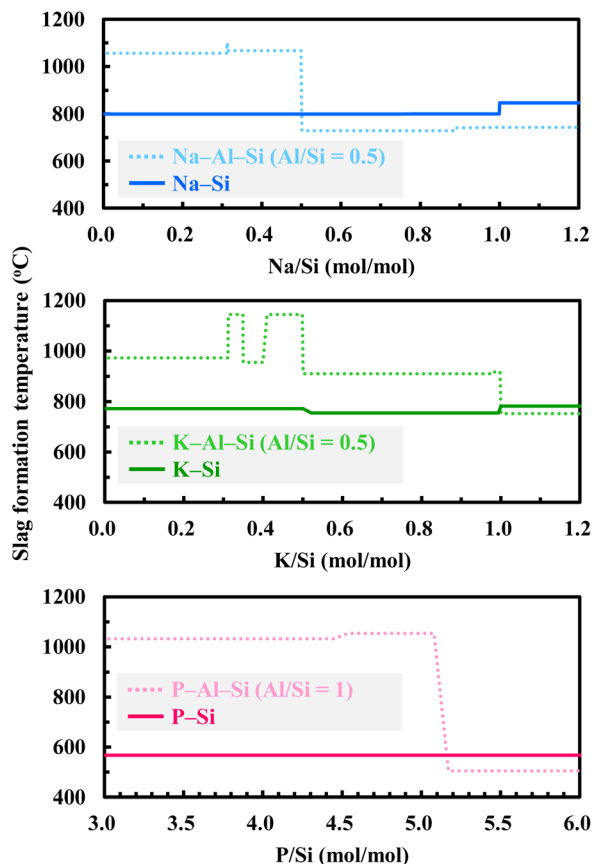 Slag formation temperature (°C)
1200
1000
800
600
400
Na–Al–Si (Al/Si = 0.5)
Na–Si
0.0 0.2 0.4 0.6 0.8 1.0 1.2
Na/Si (mol/mol)
1200
1000
800
600
400
K–Al–Si (Al/Si = 0.5)
K–Si
0.0 0.2 0.4 0.6 0.8 1.0 1.2
K/Si (mol/mol)
1200
1000
800
600
400
P–Al–Si (Al/Si = 1)
P–Si
3.0 3.5 4.0 4.5 5.0 5.5 6.0
P/Si (mol/mol)